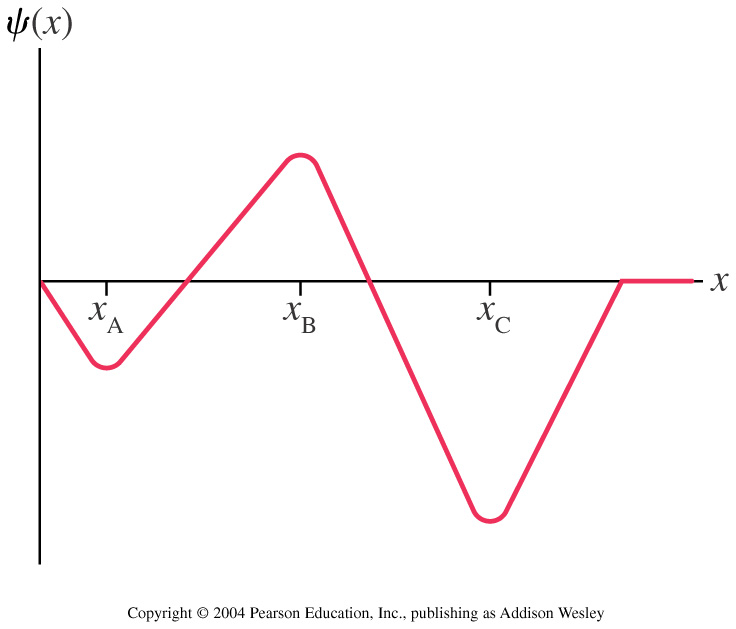 ψ(x)
x
x_A x_B x_C
Copyright © 2004 Pearson Education, Inc., publishing as Addison Wesley